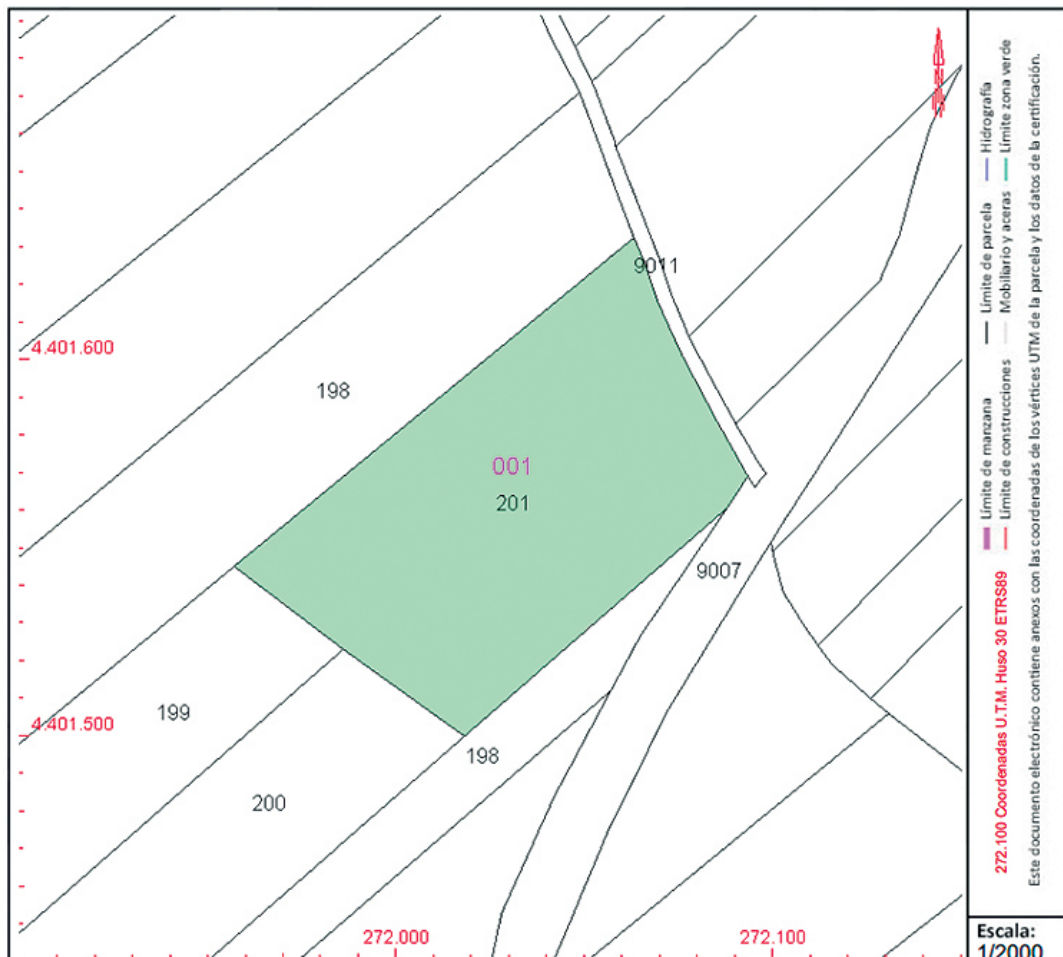 9011
4.401.600
198
001
201
9007
199
4.401.500
198
200
272.000
272.100
Límite de manzana
Límite de parcela
Hidrografía
Límite de construcciones
Mobiliario y aceras
Límite zona verde
272.100 Coordenadas U.T.M. Huso 30 ETRS89
Este documento electrónico contiene anexos con las coordenadas de los vértices UTM de la parcela y los datos de la certificación.
Escala:
1/2000